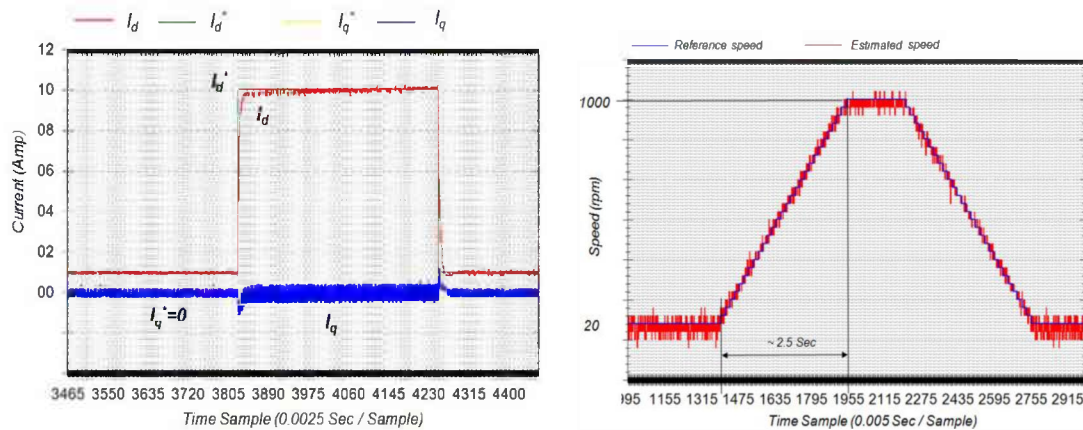 I_d I_d* I_q* I_q
12
10
08
06
04
02
00
Current (Amp)
I_d*
i_d
I_q*=0
I_q
3465 3550 3635 3720 3805 3890 3975 4060 4145 4230 4315 4400
Time Sample (0.0025 Sec / Sample)
Reference speed Estimated speed
1000
20
Speed (rpm)
~ 2.5 Sec
995 1155 1315 1475 1635 1795 1955 2115 2275 2435 2595 2755 2915
Time Sample (0.005 Sec / Sample)